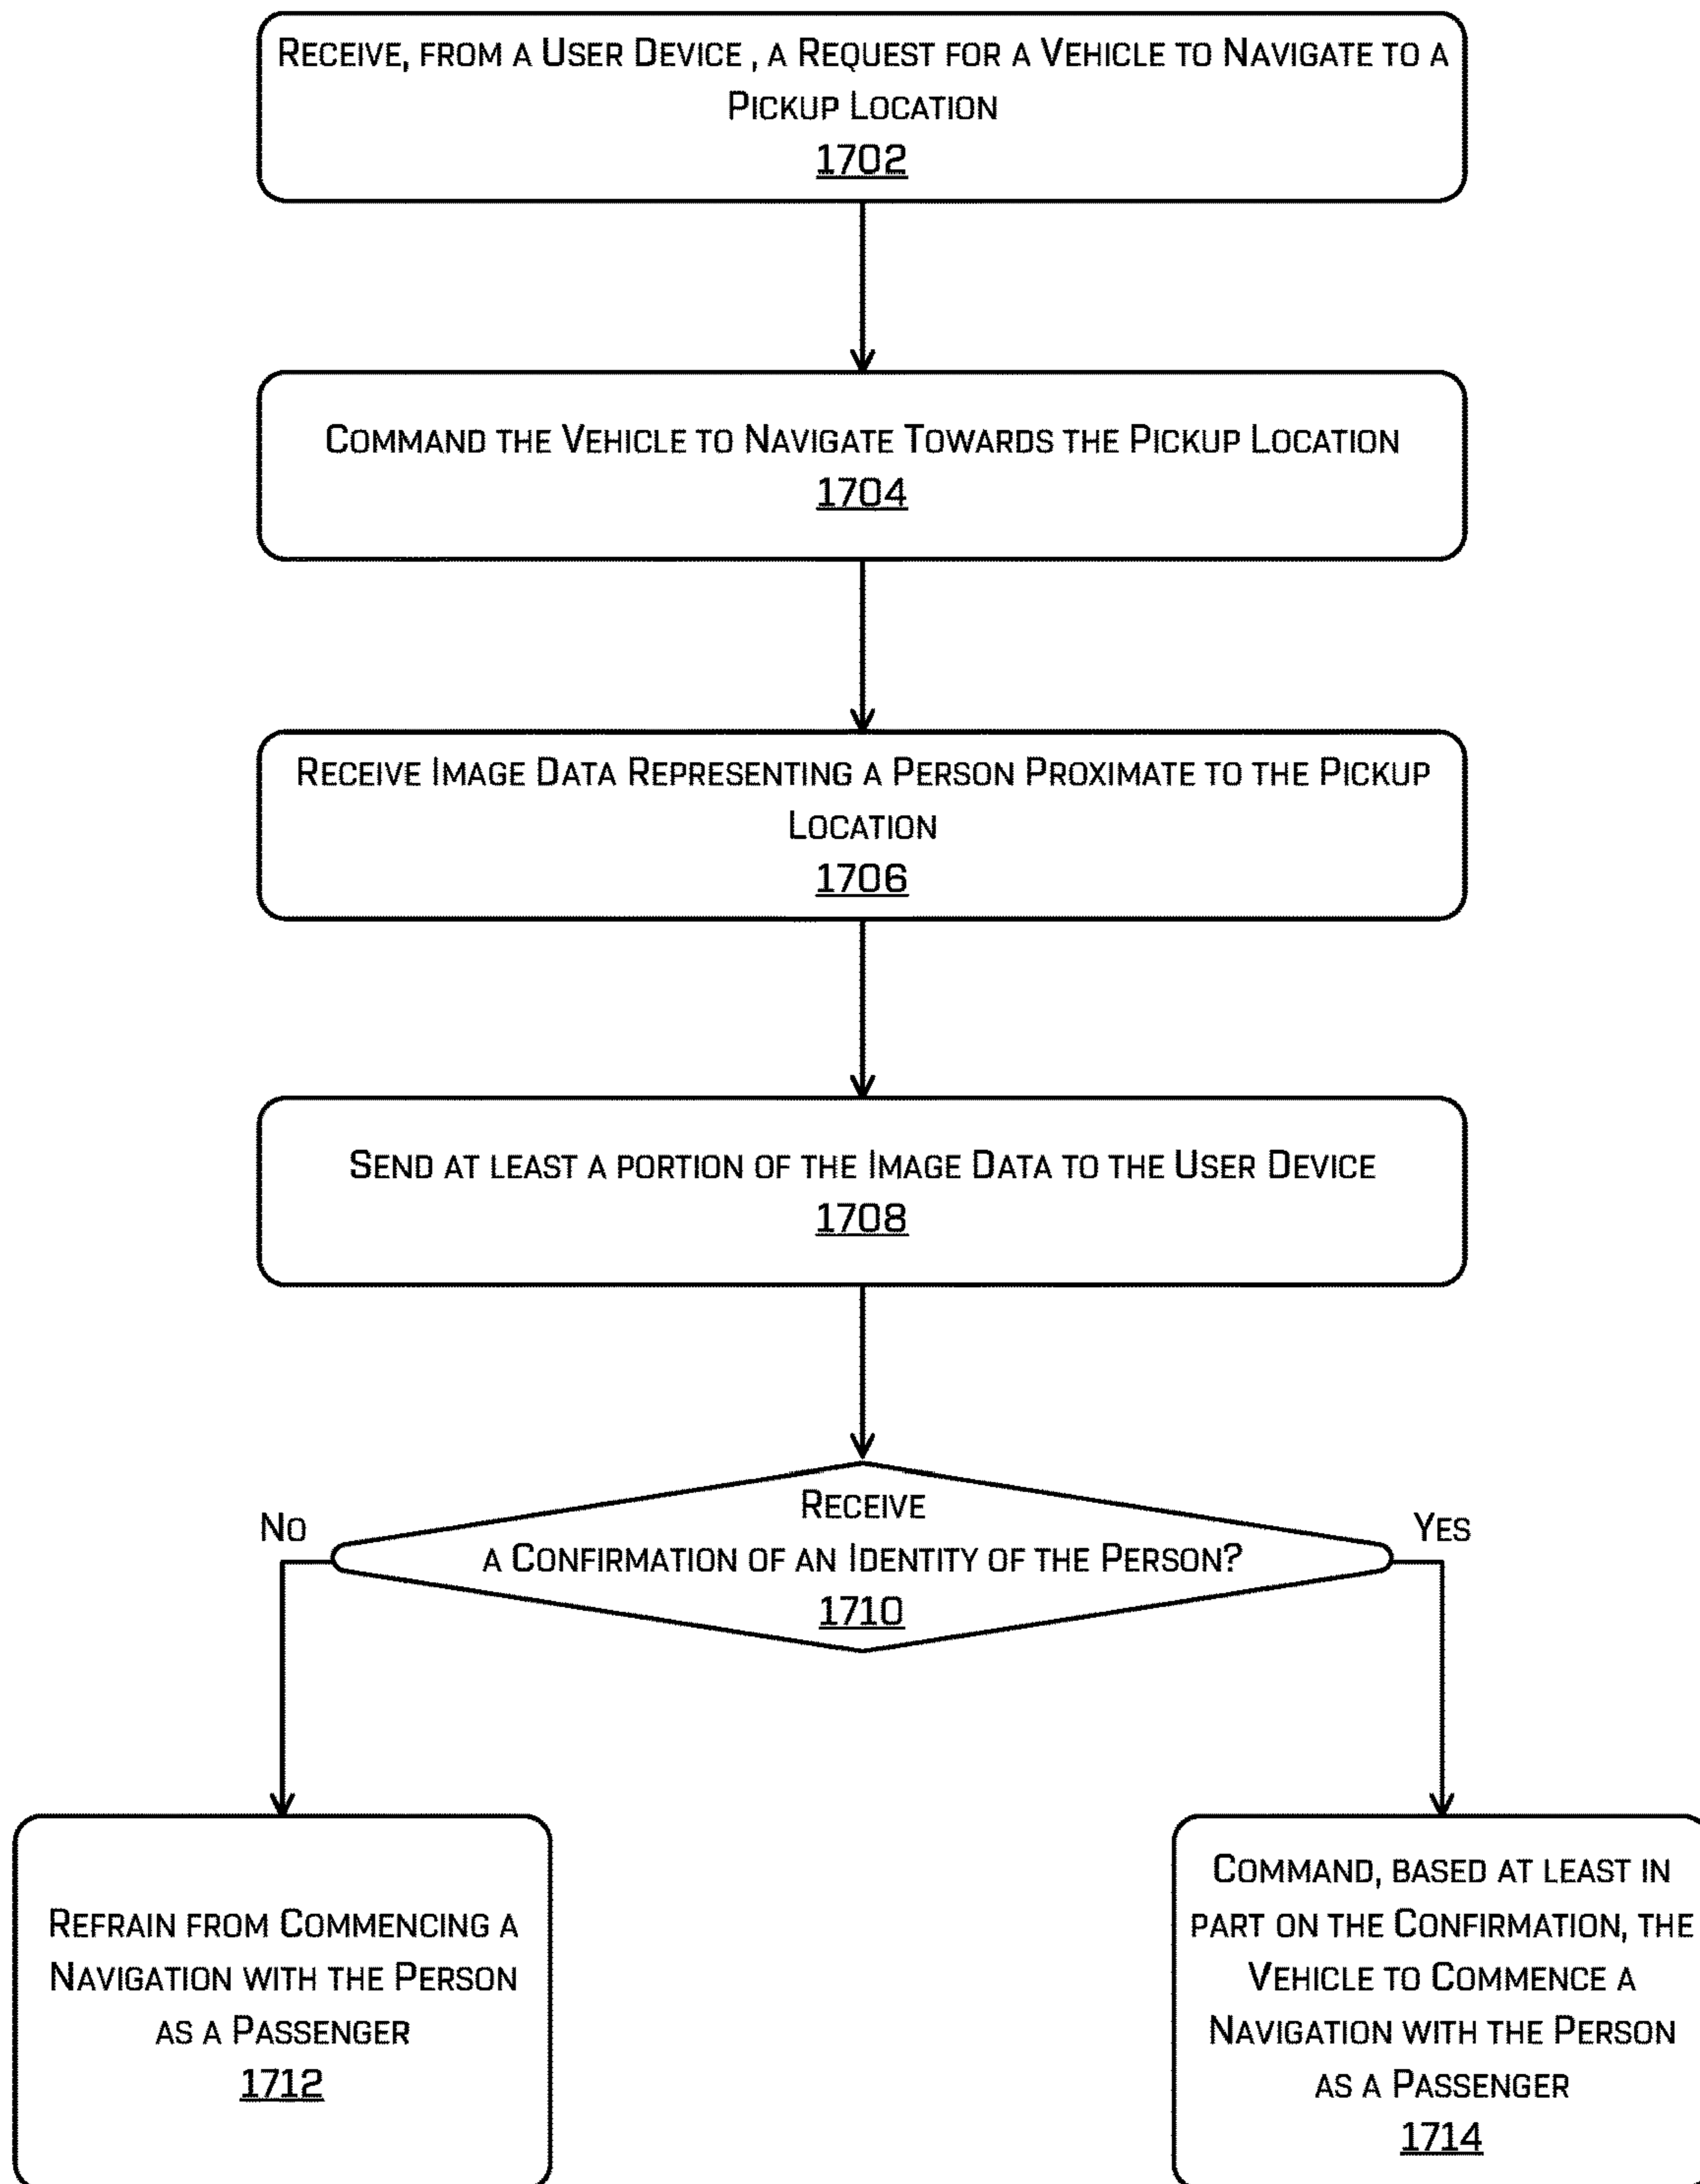 Receive, from a User Device , a Request for a Vehicle to Navigate to a
Pickup Location
1702
Command the Vehicle to Navigate Towards the Pickup Location
1704
Receive Image Data Representing a Person Proximate to the Pickup
Location
1706
Send at least a portion of the Image Data to the User Device
1708
Receive
a Confirmation of an Identity of the Person?
1710
No
Yes
Refrain from Commencing a
Navigation with the Person
as a Passenger
1712
Command, based at least in
part on the Confirmation, the
Vehicle to Commence a
Navigation with the Person
as a Passenger
1714